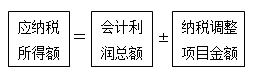 应纳税 = 会计利 ± 纳税调整
所得额 润总额 项目金额